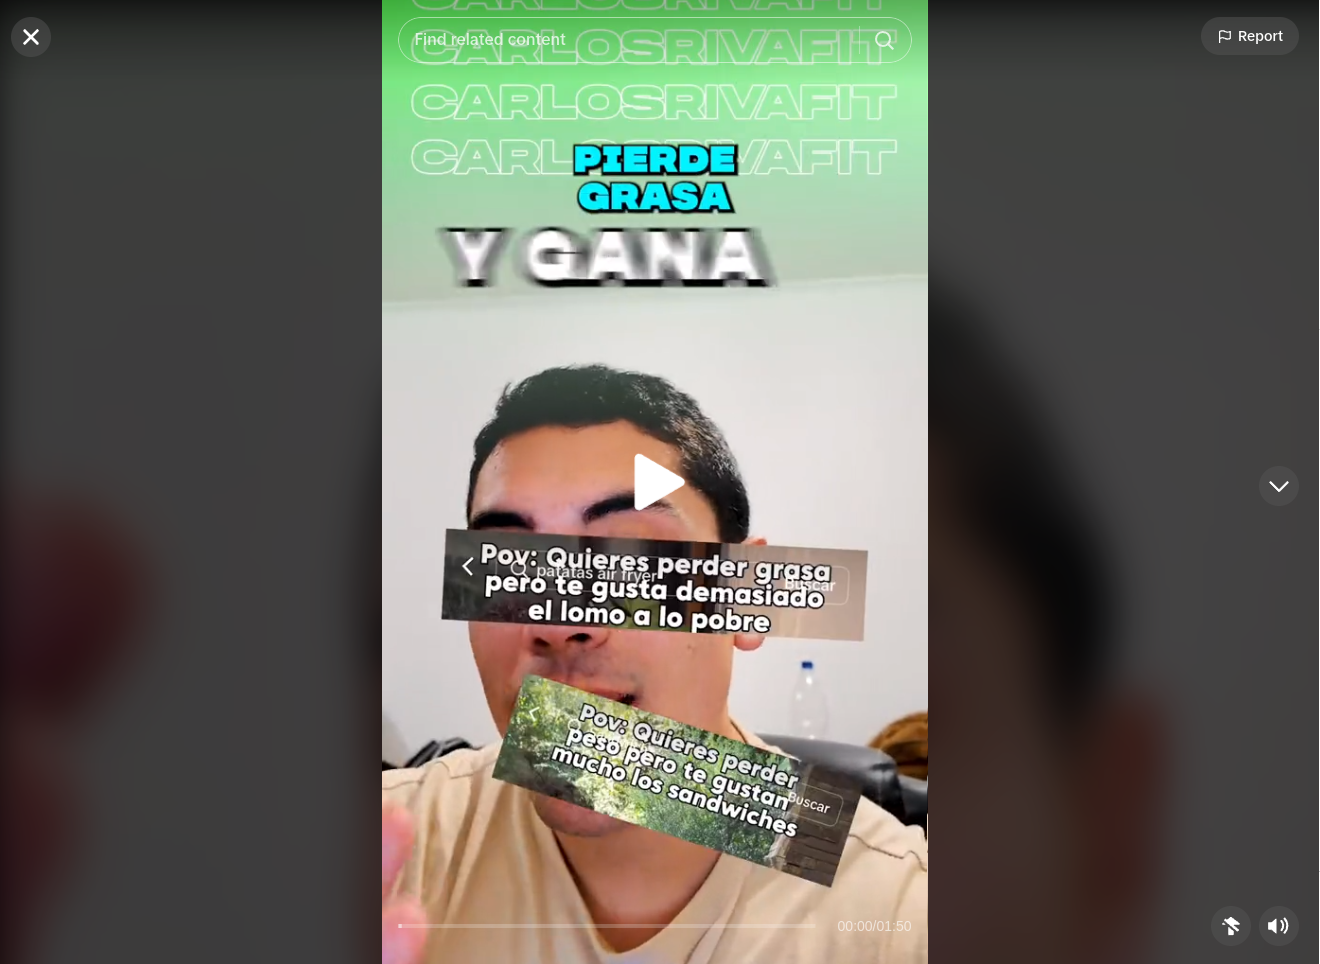 CARLOSRIVAFIT
Find related content
Report
CARLOSRIVAFIT
CARLOSRIVAFIT
CARLOSRIVAFIT
PIERDE
GRASA
Y GANA
Pov: Quieres perder grasa
pero te gusta demasiado
el lomo a lo pobre
patatas air fryer
Buscar
Pov: Quieres perder
peso pero te gustan
mucho los sandwiches
Buscar
00:00/01:50